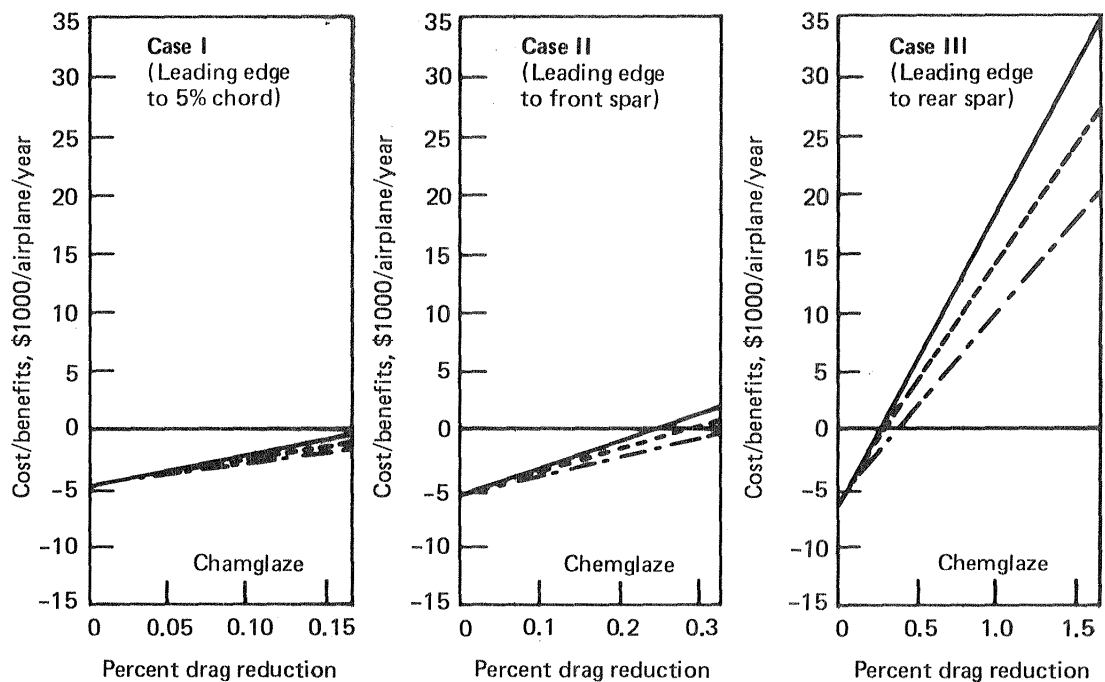 Cost/benefits, $1000/airplane/year
35
30
25
20
15
10
5
0
−5
−10
−15
Case I
(Leading edge
to 5% chord)
Chamglaze
0
0.05
0.10
0.15
Percent drag reduction
Cost/benefits, $1000/airplane/year
35
30
25
20
15
10
5
0
−5
−10
−15
Case II
(Leading edge
to front spar)
Chemglaze
0
0.1
0.2
0.3
Percent drag reduction
Cost/benefits, $1000/airplane/year
35
30
25
20
15
10
5
0
−5
−10
−15
Case III
(Leading edge
to rear spar)
Chemglaze
0
0.5
1.0
1.5
Percent drag reduction